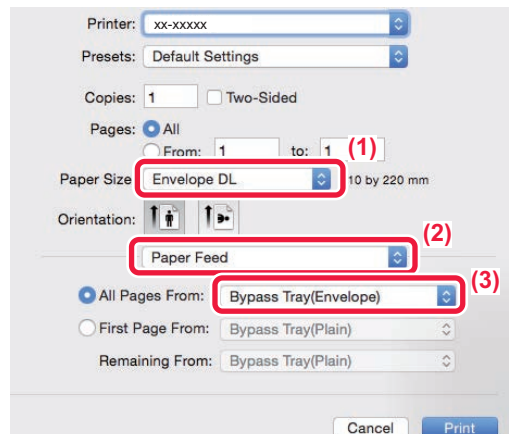 Printer: xx-xxxxx
Presets: Default Settings
Copies: 1 Two-Sided
Pages: All
From: 1 to: 1 (1)
Paper Size Envelope DL 10 by 220 mm
Orientation:
(2)
Paper Feed
(3)
All Pages From: Bypass Tray(Envelope)
First Page From: Bypass Tray(Plain)
Remaining From: Bypass Tray(Plain)
Cancel Print